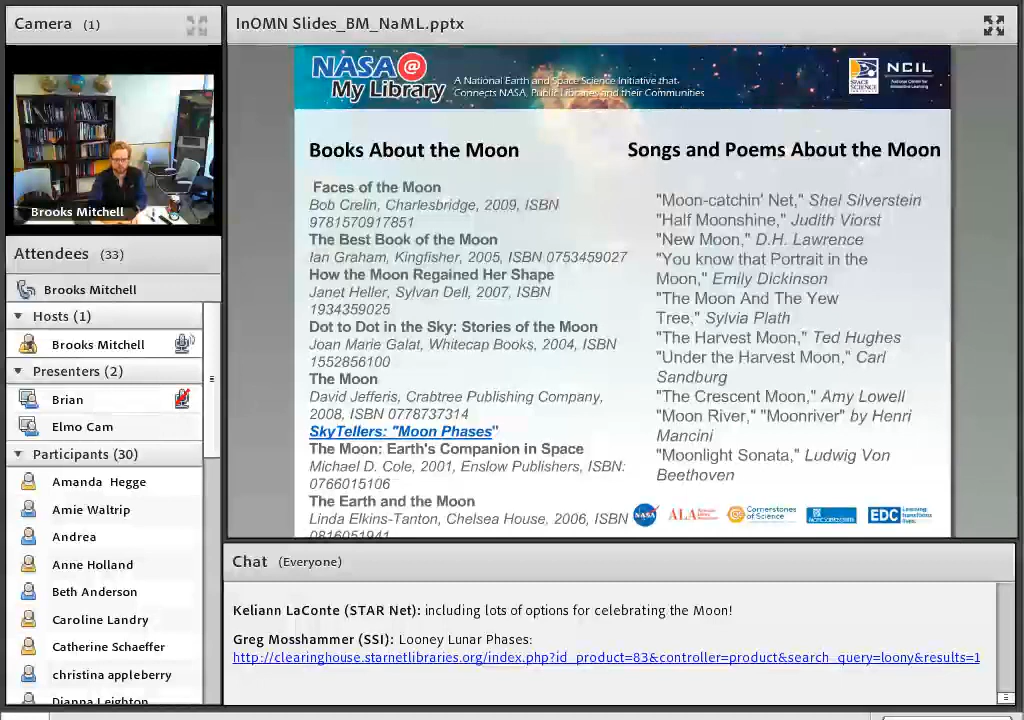 Camera (1)
Brooks Mitchell
Attendees (33)
Brooks Mitchell
Hosts (1)
Brooks Mitchell
Presenters (2)
Brian
Elmo Cam
Participants (30)
Amanda Hegge
Amie Waltrip
Andrea
Anne Holland
Beth Anderson
Caroline Landry
Catherine Schaeffer
christina appleberry
Dianna Leighton
InOMN Slides_BM_NaML.pptx
NASA@
My Library
A National Earth and Space Science Initiative that
Connects NASA, Public Libraries and their Communities
SPACE SCIENCE
NCIL
Books About the Moon
Faces of the Moon
Bob Crelin, Charlesbridge, 2009, ISBN
9781570917851
The Best Book of the Moon
Ian Graham, Kingfisher, 2005, ISBN 0753459027
How the Moon Regained Her Shape
Janet Heller, Sylvan Dell, 2007, ISBN
1934359025
Dot to Dot in the Sky: Stories of the Moon
Joan Marie Galat, Whitecap Books, 2004, ISBN
1552856100
The Moon
David Jefferis, Crabtree Publishing Company,
2008, ISBN 0778737314
SkyTellers: "Moon Phases"
The Moon: Earth's Companion in Space
Michael D. Cole, 2001, Enslow Publishers, ISBN:
0766015106
The Earth and the Moon
Linda Elkins-Tanton, Chelsea House, 2006, ISBN
0816051941
Songs and Poems About the Moon
"Moon-catchin' Net," Shel Silverstein
"Half Moonshine," Judith Viorst
"New Moon," D.H. Lawrence
"You know that Portrait in the
Moon," Emily Dickinson
"The Moon And The Yew
Tree," Sylvia Plath
"The Harvest Moon," Ted Hughes
"Under the Harvest Moon," Carl
Sandburg
"The Crescent Moon," Amy Lowell
"Moon River," "Moonriver" by Henri
Mancini
"Moonlight Sonata," Ludwig Von
Beethoven
NASA
ALA
Cornerstones
of Science
EDC
Chat (Everyone)
Keliann LaConte (STAR Net): including lots of options for celebrating the Moon!
Greg Mosshammer (SSI): Looney Lunar Phases:
http://clearinghouse.starnetlibraries.org/index.php?id_product=83&controller=product&search_query=loony&results=1